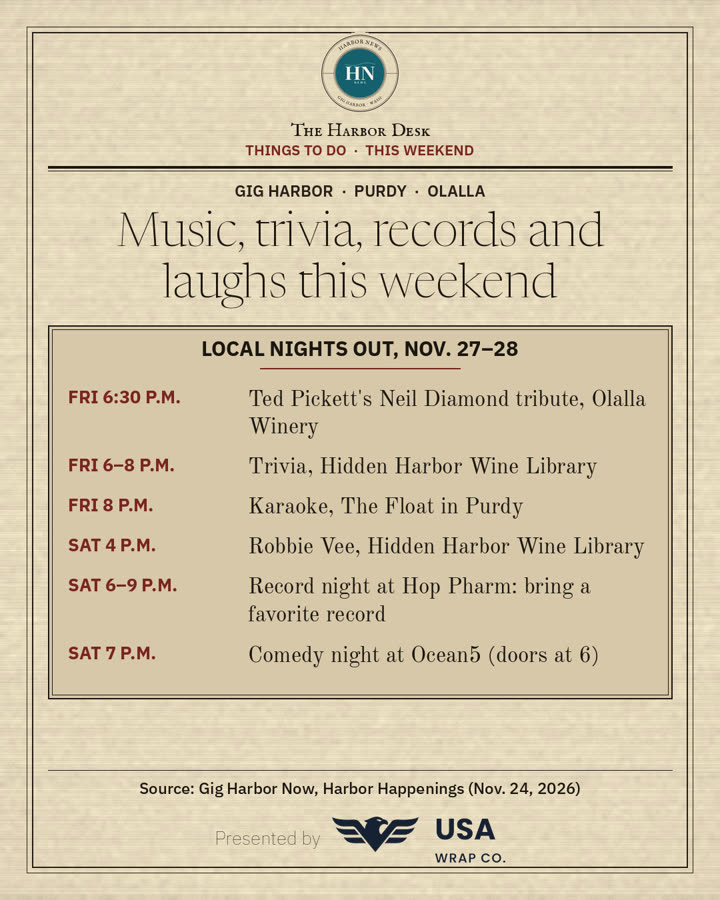 HARBOR NEWS
HN
NEWS
GIG HARBOR · WASH
The Harbor Desk
THINGS TO DO · THIS WEEKEND
GIG HARBOR · PURDY · OLALLA
Music, trivia, records and
laughs this weekend
LOCAL NIGHTS OUT, NOV. 27–28
FRI 6:30 P.M. Ted Pickett's Neil Diamond tribute, Olalla
Winery
FRI 6–8 P.M. Trivia, Hidden Harbor Wine Library
FRI 8 P.M. Karaoke, The Float in Purdy
SAT 4 P.M. Robbie Vee, Hidden Harbor Wine Library
SAT 6–9 P.M. Record night at Hop Pharm: bring a
favorite record
SAT 7 P.M. Comedy night at Ocean5 (doors at 6)
Source: Gig Harbor Now, Harbor Happenings (Nov. 24, 2026)
Presented by USA
WRAP CO.